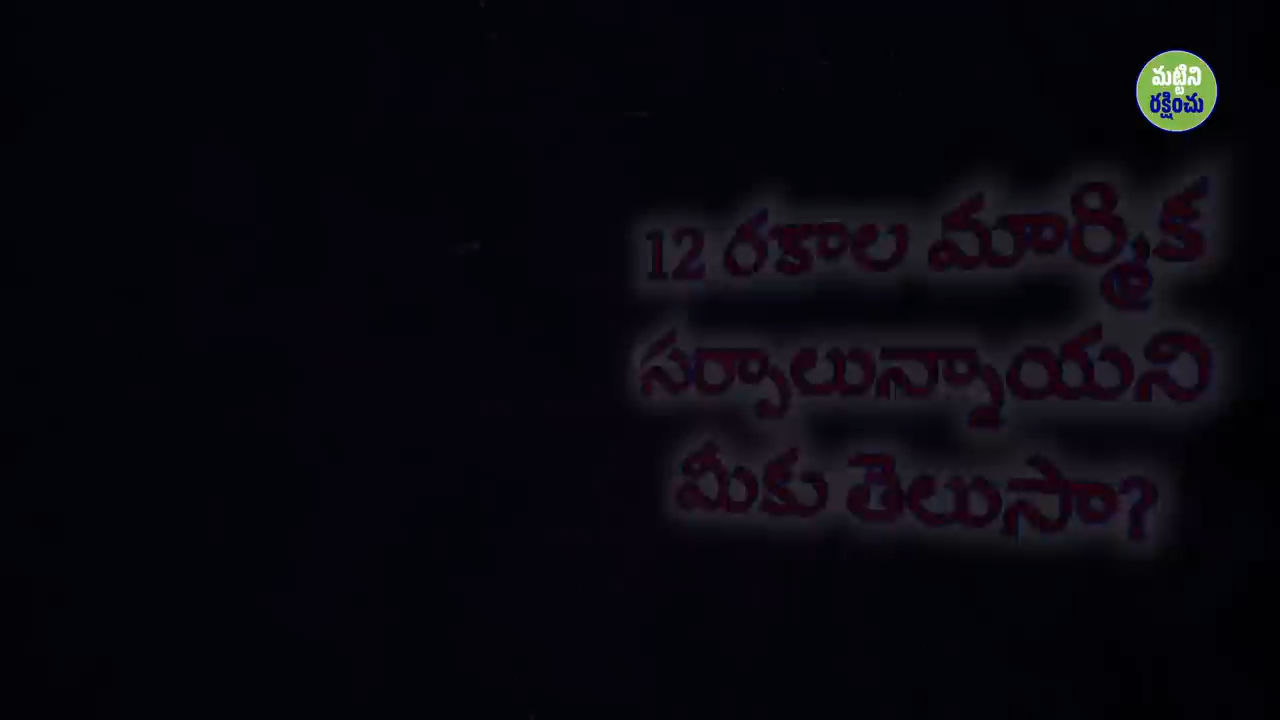 మట్టిని
రక్షించు
12 రకాల మార్మిక
సర్పాలున్నాయని
మీకు తెలుసా?